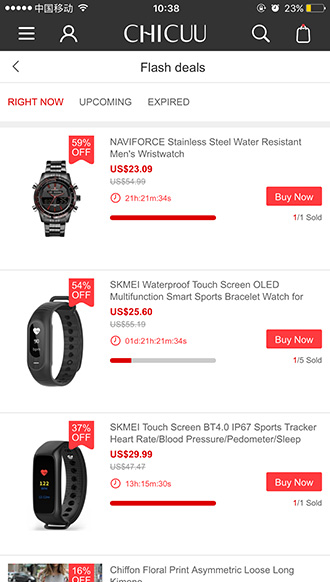 中国移动 10:38 23%
CHICUU
Flash deals
RIGHT NOW UPCOMING EXPIRED
59%
OFF
NAVIFORCE Stainless Steel Water Resistant
Men's Wristwatch
US$23.09
US$54.99
21h:21m:34s
Buy Now
1/1 Sold
54%
OFF
SKMEI Waterproof Touch Screen OLED
Multifunction Smart Sports Bracelet Watch for
US$25.60
US$55.19
01d:21h:21m:34s
Buy Now
1/5 Sold
90
37%
OFF
SKMEI Touch Screen BT4.0 IP67 Sports Tracker
Heart Rate/Blood Pressure/Pedometer/Sleep
US$29.99
US$47.47
13h:15m:30s
Buy Now
1/1 Sold
122
16%
OFF
Chiffon Floral Print Asymmetric Loose Long
Kimono